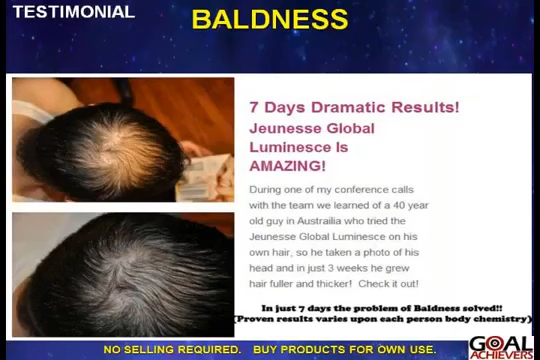 TESTIMONIAL
BALDNESS
7 Days Dramatic Results!
Jeunesse Global
Luminesce Is
AMAZING!
During one of my conference calls
with the team we learned of a 40 year
old guy in Austrailia who tried the
Jeunesse Global Luminesce on his
own hair, so he taken a photo of his
head and in just 3 weeks he grew
hair fuller and thicker!  Check it out!
In just 7 days the problem of Baldness solved!!
(Proven results varies upon each person body chemistry)
NO SELLING REQUIRED.   BUY PRODUCTS FOR OWN USE.
GOAL
ACHIEVERS